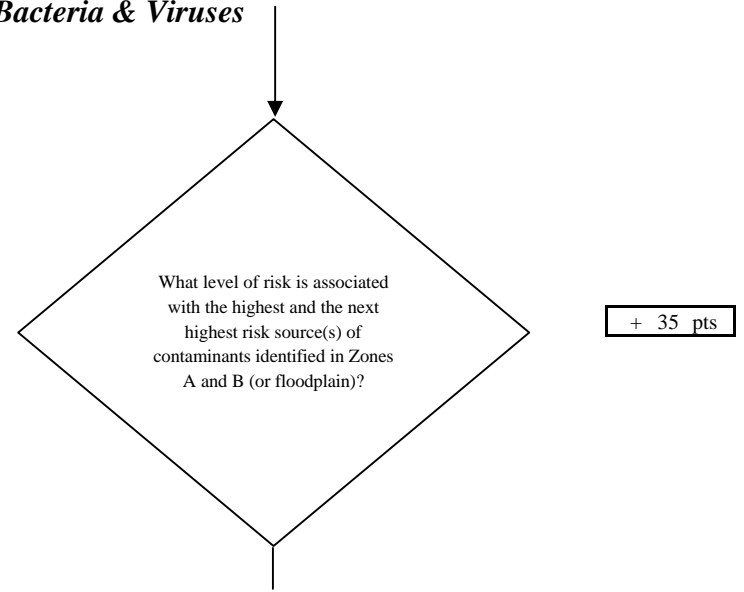 Bacteria & Viruses
What level of risk is associated
with the highest and the next
highest risk source(s) of
contaminants identified in Zones
A and B (or floodplain)?
+ 35 pts